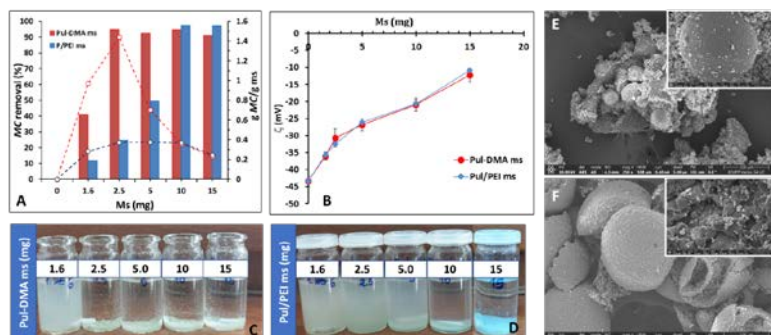 A
MC removal (%)
100
90
80
70
60
50
40
30
20
10
0
Pul-DMA ms
P/PEI ms
1.8
1.6
1.4
1.2
1
0.8
0.6
0.4
0.2
0
g MC/g ms
0 1.6 2.5 5 10 15
Ms (mg)
Ms (mg)
0 5 10 15 20
0
-5
-10
-15
-20
-25
-30
-35
-40
-45
-50
Pul-DMA ms
Pul/PEI ms
B
E
F
Pul-DMA ms (mg)
1.6 2.5 5.0 10 15
C
Pul/PEI ms (mg)
1.6 2.5 5.0 10 15
D